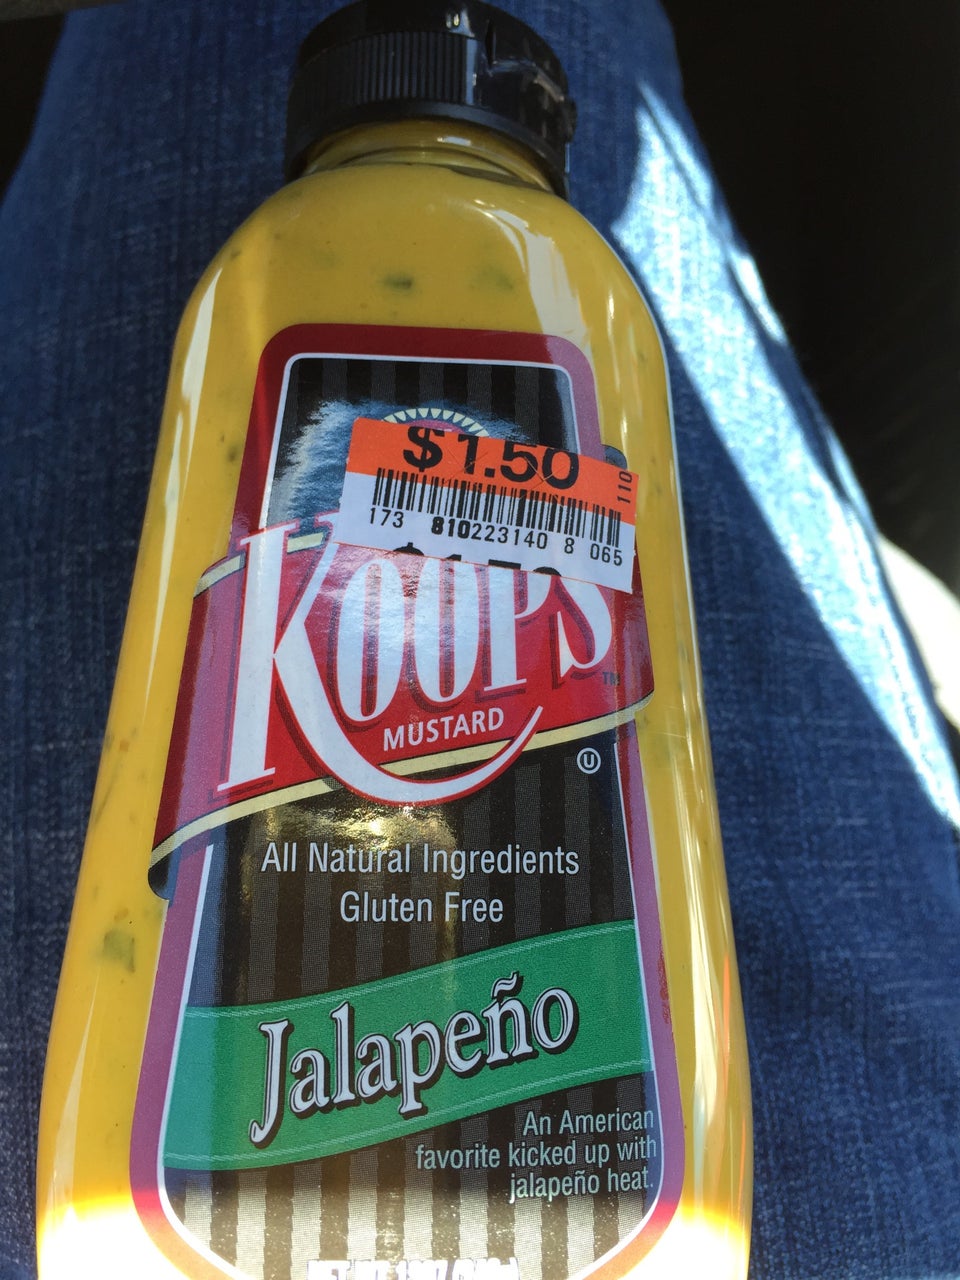 $1.50
110
173 810223140 8 065
KOOPS
TM
MUSTARD
U
All Natural Ingredients
Gluten Free
Jalapeño
An American
favorite kicked up with
jalapeño heat.